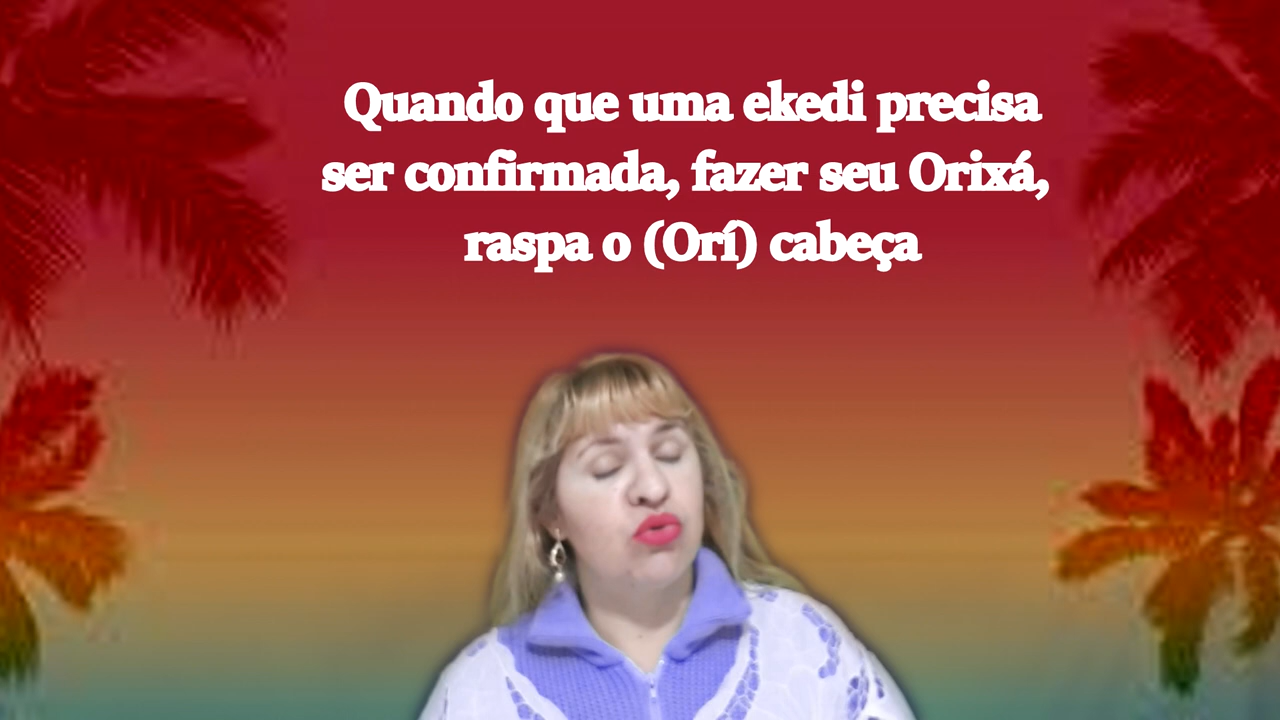 Quando que uma ekedi precisa
ser confirmada, fazer seu Orixá,
raspa o (Orí) cabeça